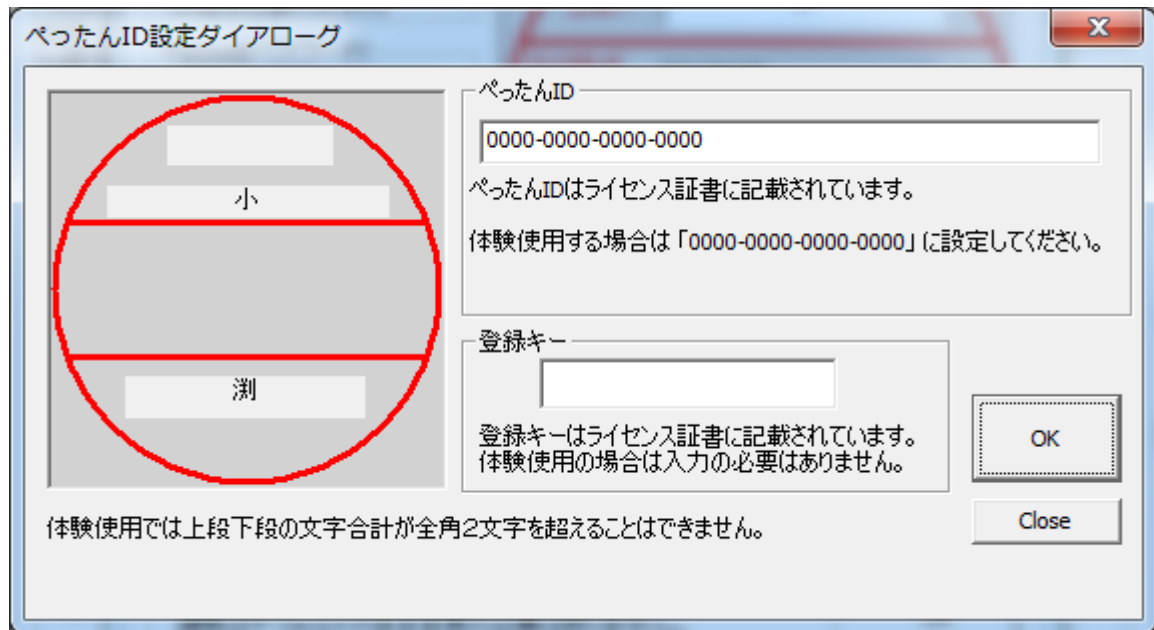 ぺったんID設定ダイアローグ
小
渕
ぺったんID
0000-0000-0000-0000
ぺったんIDはライセンス証書に記載されています。
体験使用する場合は「0000-0000-0000-0000」に設定してください。
登録キー
登録キーはライセンス証書に記載されています。
体験使用の場合は入力の必要はありません。
OK
Close
体験使用では上段下段の文字合計が全角2文字を超えることはできません。